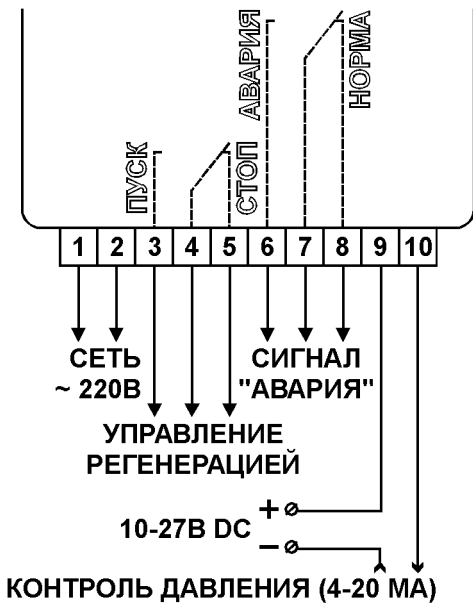 АВАРИЯ
НОРМА
ПУСК
СТОП
1 2 3 4 5 6 7 8 9 10
СЕТЬ
~ 220В
СИГНАЛ
"АВАРИЯ"
УПРАВЛЕНИЕ
РЕГЕНЕРАЦИЕЙ
+
10-27В DC
−
КОНТРОЛЬ ДАВЛЕНИЯ (4-20 МА)